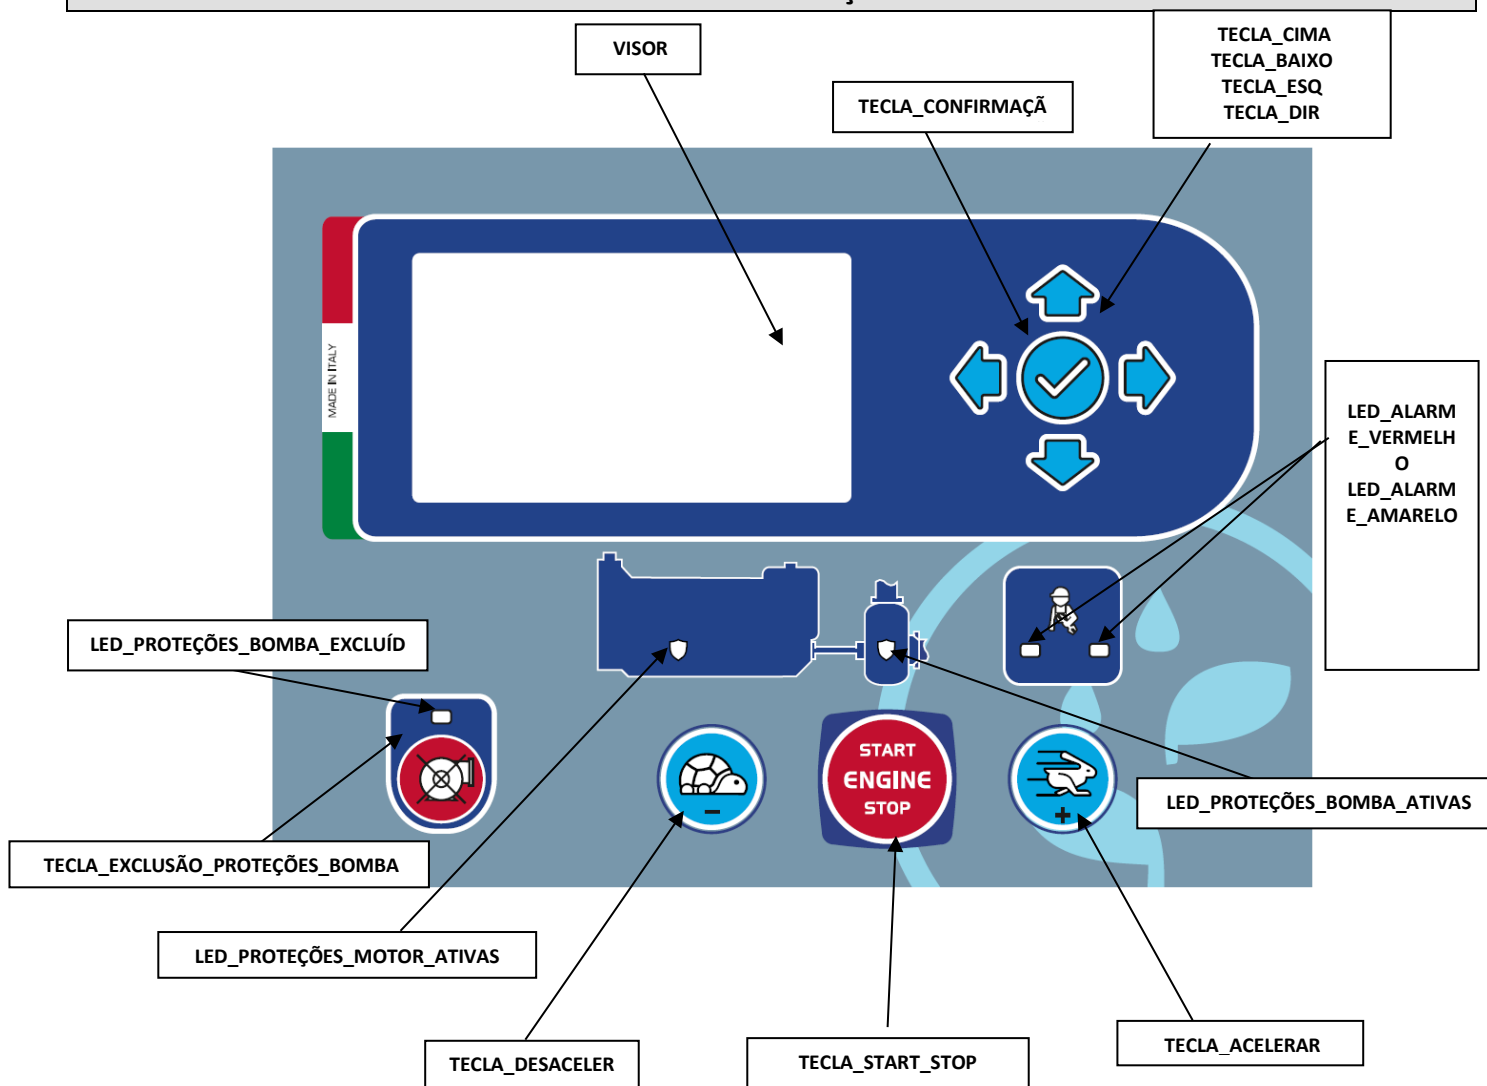 VISOR
TECLA_CIMA
TECLA_BAIXO
TECLA_ESQ
TECLA_DIR
TECLA_CONFIRMAÇÃ
MADE IN ITALY
LED_ALARM
E_VERMELH
O
LED_ALARM
E_AMARELO
LED_PROTEÇÕES_BOMBA_EXCLUÍD
START
ENGINE
STOP
-
+
LED_PROTEÇÕES_BOMBA_ATIVAS
TECLA_EXCLUSÃO_PROTEÇÕES_BOMBA
LED_PROTEÇÕES_MOTOR_ATIVAS
TECLA_DESACELER
TECLA_START_STOP
TECLA_ACELERAR